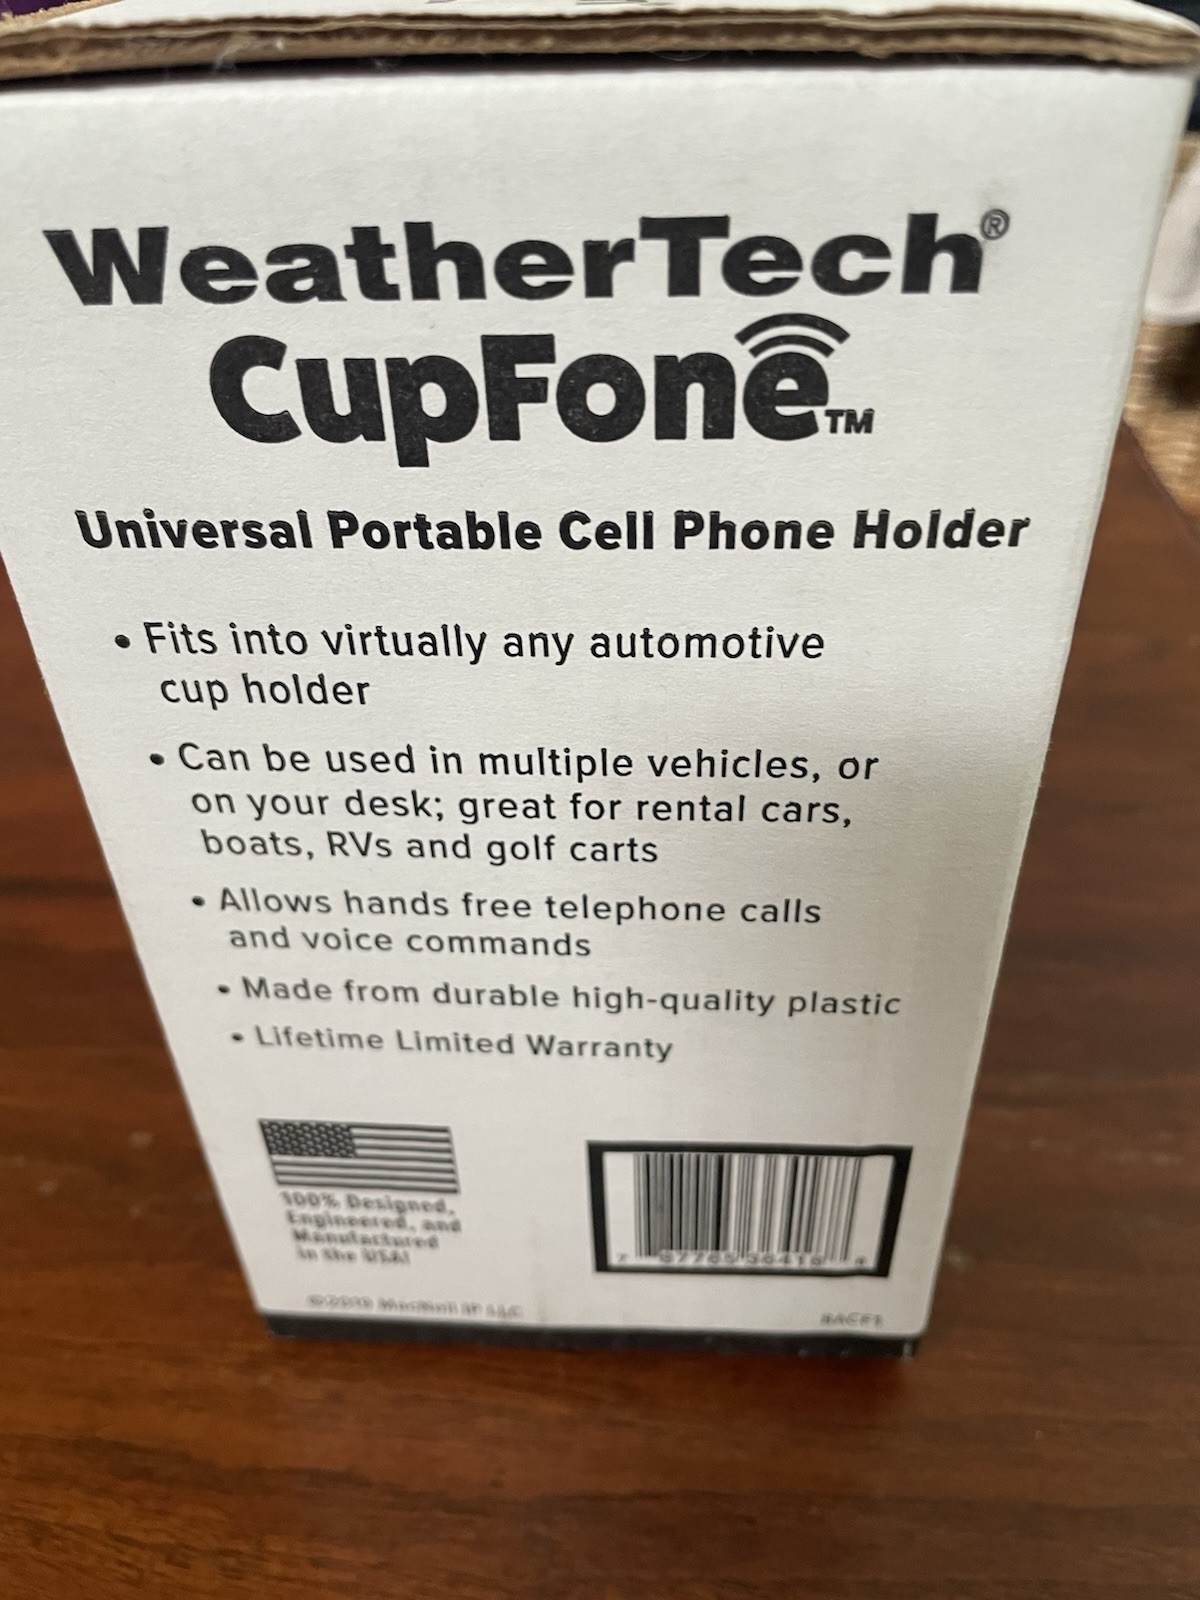 WeatherTech®
CupFone™
Universal Portable Cell Phone Holder
• Fits into virtually any automotive
cup holder
• Can be used in multiple vehicles, or
on your desk; great for rental cars,
boats, RVs and golf carts
• Allows hands free telephone calls
and voice commands
• Made from durable high-quality plastic
• Lifetime Limited Warranty
100% Designed,
Engineered, and
Manufactured
in the USA!